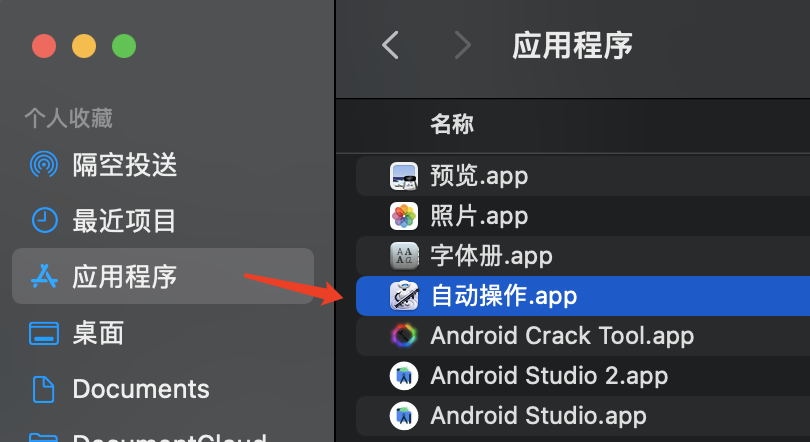 应用程序
个人收藏
隔空投送
最近项目
应用程序
桌面
Documents
DocumentCloud
名称
预览.app
照片.app
字体册.app
自动操作.app
Android Crack Tool.app
Android Studio 2.app
Android Studio.app